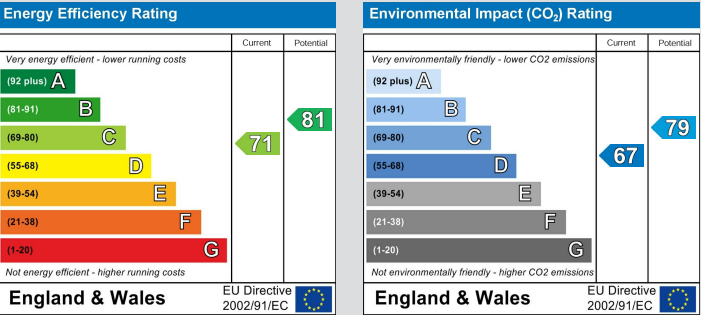 Energy Efficiency Rating
Current Potential
Very energy efficient - lower running costs
(92 plus) A
(81-91) B
(69-80) C
(55-68) D
(39-54) E
(21-38) F
(1-20) G
71
81
Not energy efficient - higher running costs
England & Wales
EU Directive
2002/91/EC
Environmental Impact (CO₂) Rating
Current Potential
Very environmentally friendly - lower CO2 emissions
(92 plus) A
(81-91) B
(69-80) C
(55-68) D
(39-54) E
(21-38) F
(1-20) G
67
79
Not environmentally friendly - higher CO2 emissions
England & Wales
EU Directive
2002/91/EC